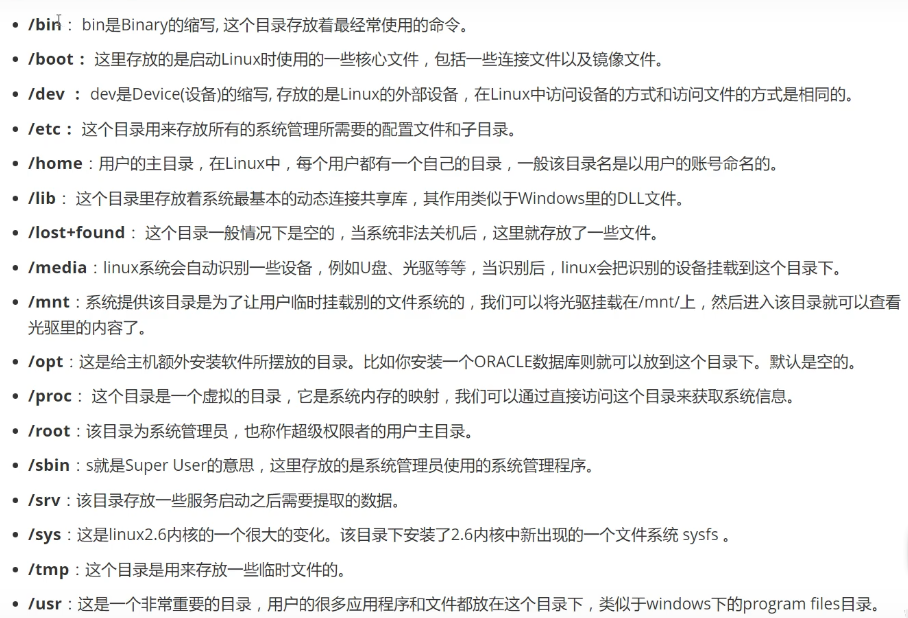 /bin： bin是Binary的缩写, 这个目录存放着最经常使用的命令。
/boot： 这里存放的是启动Linux时使用的一些核心文件，包括一些连接文件以及镜像文件。
/dev ： dev是Device(设备)的缩写, 存放的是Linux的外部设备，在Linux中访问设备的方式和访问文件的方式是相同的。
/etc： 这个目录用来存放所有的系统管理所需要的配置文件和子目录。
/home：用户的主目录，在Linux中，每个用户都有一个自己的目录，一般该目录名是以用户的账号命名的。
/lib： 这个目录里存放着系统最基本的动态连接共享库，其作用类似于Windows里的DLL文件。
/lost+found： 这个目录一般情况下是空的，当系统非法关机后，这里就存放了一些文件。
/media：linux系统会自动识别一些设备，例如U盘、光驱等等，当识别后，linux会把识别的设备挂载到这个目录下。
/mnt：系统提供该目录是为了让用户临时挂载别的文件系统的，我们可以将光驱挂载在/mnt/上，然后进入该目录就可以查看
光驱里的内容了。
/opt：这是给主机额外安装软件所摆放的目录。比如你安装一个ORACLE数据库则就可以放到这个目录下。默认是空的。
/proc： 这个目录是一个虚拟的目录，它是系统内存的映射，我们可以通过直接访问这个目录来获取系统信息。
/root：该目录为系统管理员，也称作超级权限者的用户主目录。
/sbin：s就是Super User的意思，这里存放的是系统管理员使用的系统管理程序。
/srv：该目录存放一些服务启动之后需要提取的数据。
/sys：这是linux2.6内核的一个很大的变化。该目录下安装了2.6内核中新出现的一个文件系统 sysfs 。
/tmp：这个目录是用来存放一些临时文件的。
/usr：这是一个非常重要的目录，用户的很多应用程序和文件都放在这个目录下，类似于windows下的program files目录。